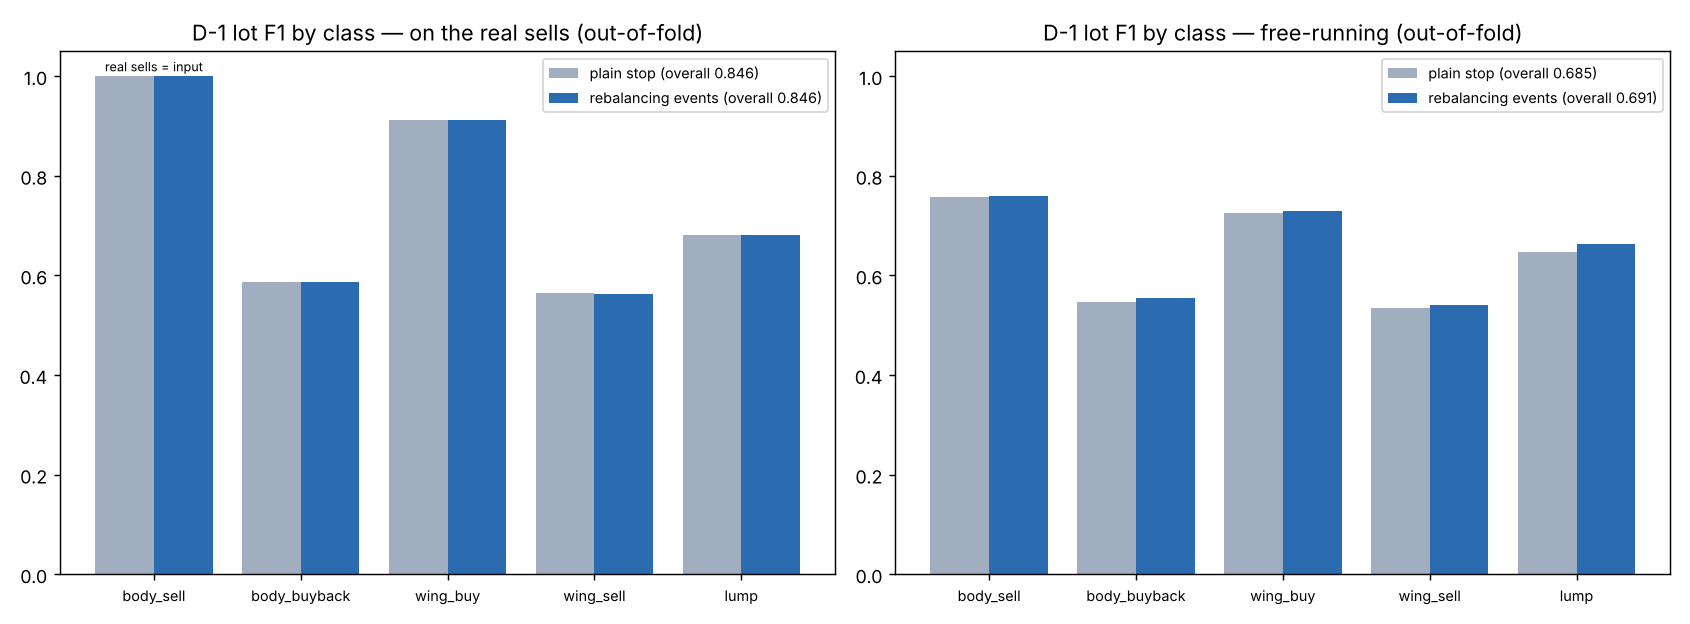 D-1 lot F1 by class — on the real sells (out-of-fold)
real sells = input
plain stop (overall 0.846)
rebalancing events (overall 0.846)
1.0
0.8
0.6
0.4
0.2
0.0
body_sell
body_buyback
wing_buy
wing_sell
lump
D-1 lot F1 by class — free-running (out-of-fold)
plain stop (overall 0.685)
rebalancing events (overall 0.691)
1.0
0.8
0.6
0.4
0.2
0.0
body_sell
body_buyback
wing_buy
wing_sell
lump